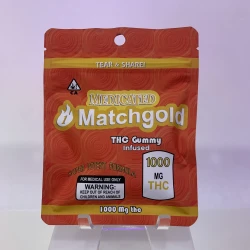 TEAR & SHARE!
MEDICATED
Matchgold
THC Gummy
Infused
1000
MG
THC
FOR MEDICAL USE ONLY
WARNING:
KEEP OUT OF REACH OF
CHILDREN AND ANIMALS
1000 Mg thc